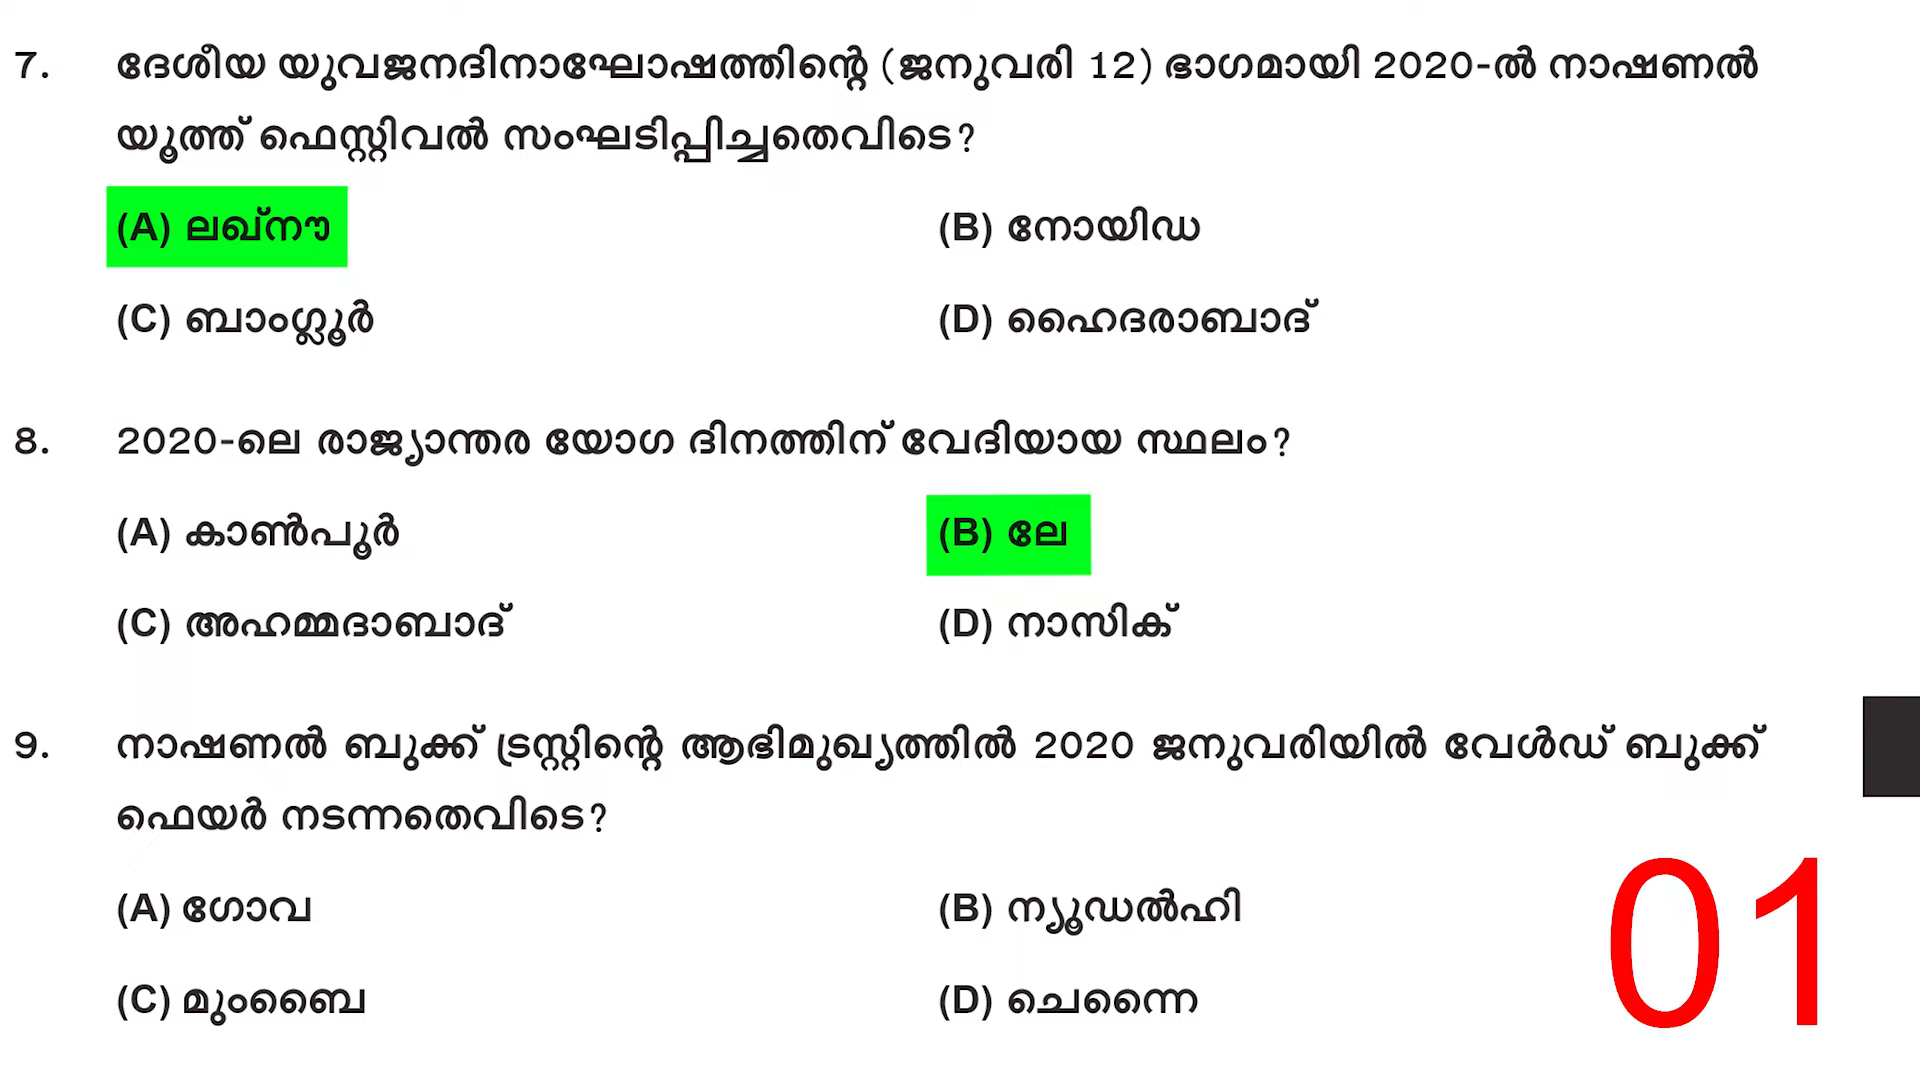 7. ദേശീയ യുവജനദിനാഘോഷത്തിന്റെ (ജനുവരി 12) ഭാഗമായി 2020-ൽ നാഷണൽ
യൂത്ത് ഫെസ്റ്റിവൽ സംഘടിപ്പിച്ചതെവിടെ?
(A) ലഖ്നൗ (B) നോയിഡ
(C) ബാംഗ്ലൂർ (D) ഹൈദരാബാദ്
8. 2020-ലെ രാജ്യാന്തര യോഗ ദിനത്തിന് വേദിയായ സ്ഥലം?
(A) കാൺപൂർ (B) ലേ
(C) അഹമ്മദാബാദ് (D) നാസിക്
9. നാഷണൽ ബുക്ക് ട്രസ്റ്റിന്റെ ആഭിമുഖ്യത്തിൽ 2020 ജനുവരിയിൽ വേൾഡ് ബുക്ക്
ഫെയർ നടന്നതെവിടെ?
(A) ഗോവ (B) ന്യൂഡൽഹി
(C) മുംബൈ (D) ചെന്നൈ
01